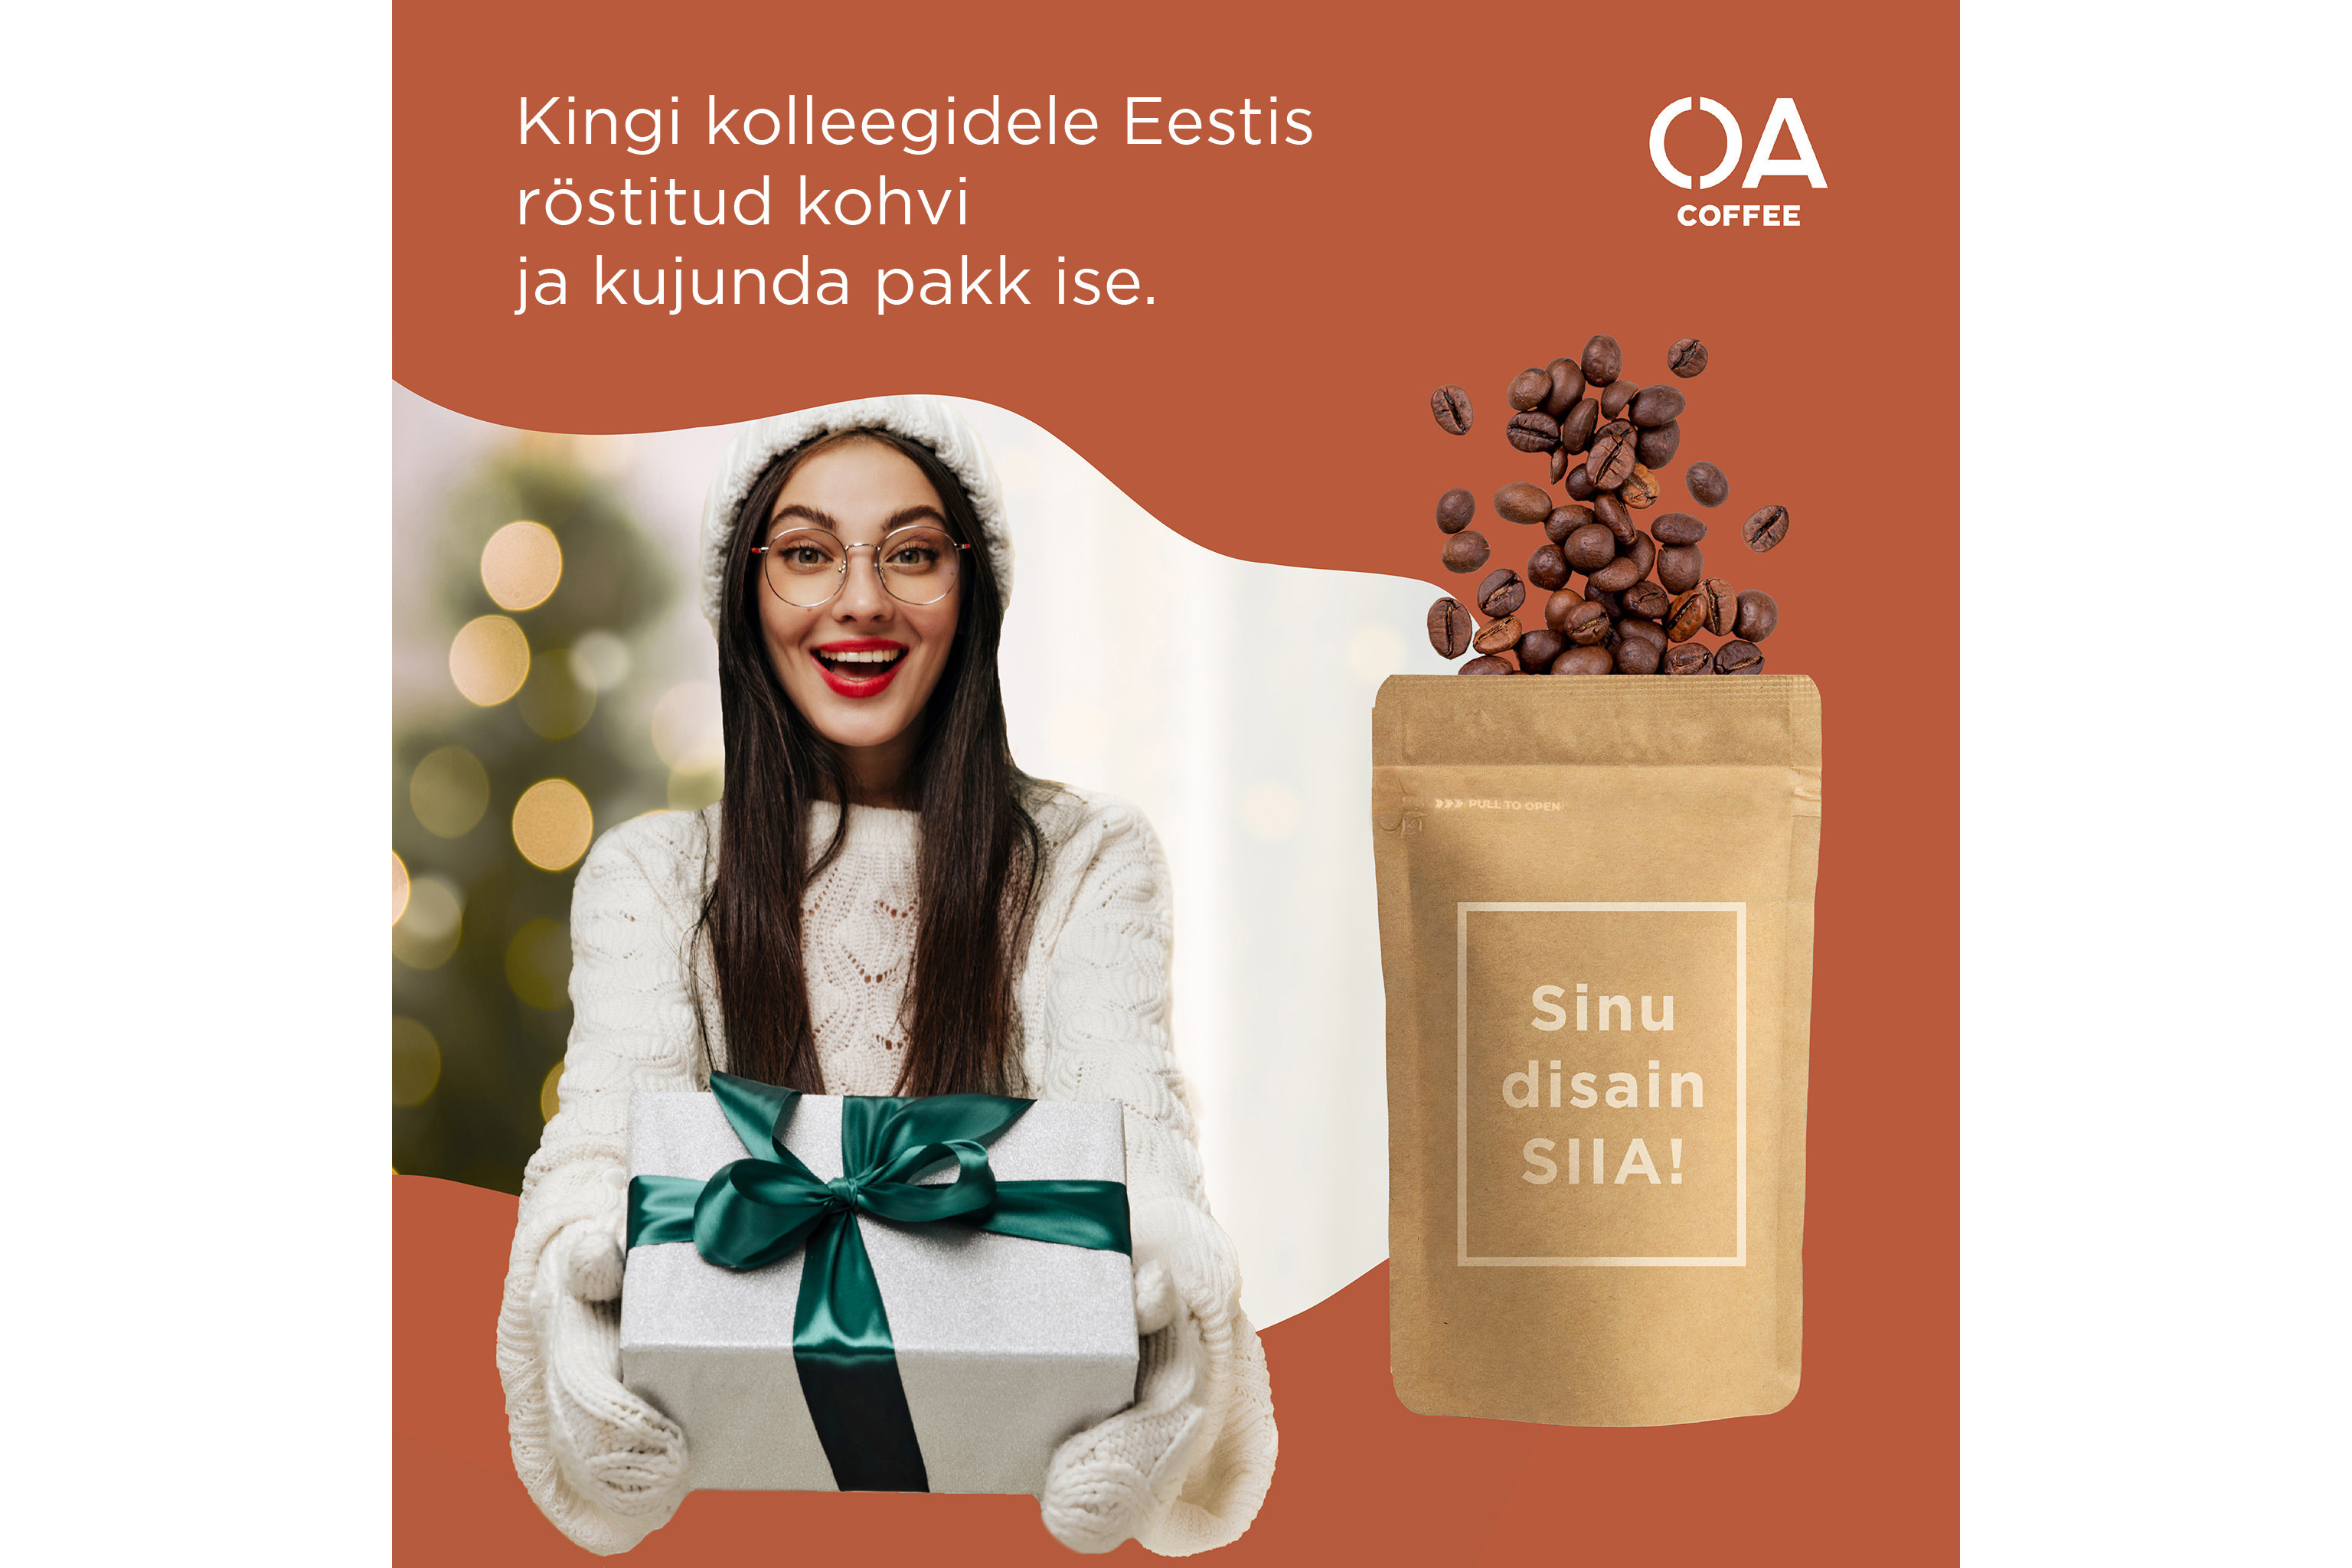 Kingi kolleegidele Eestis
röstitud kohvi
ja kujunda pakk ise.
OA
COFFEE
PULL TO OPEN
Sinu
disain
SIIA!